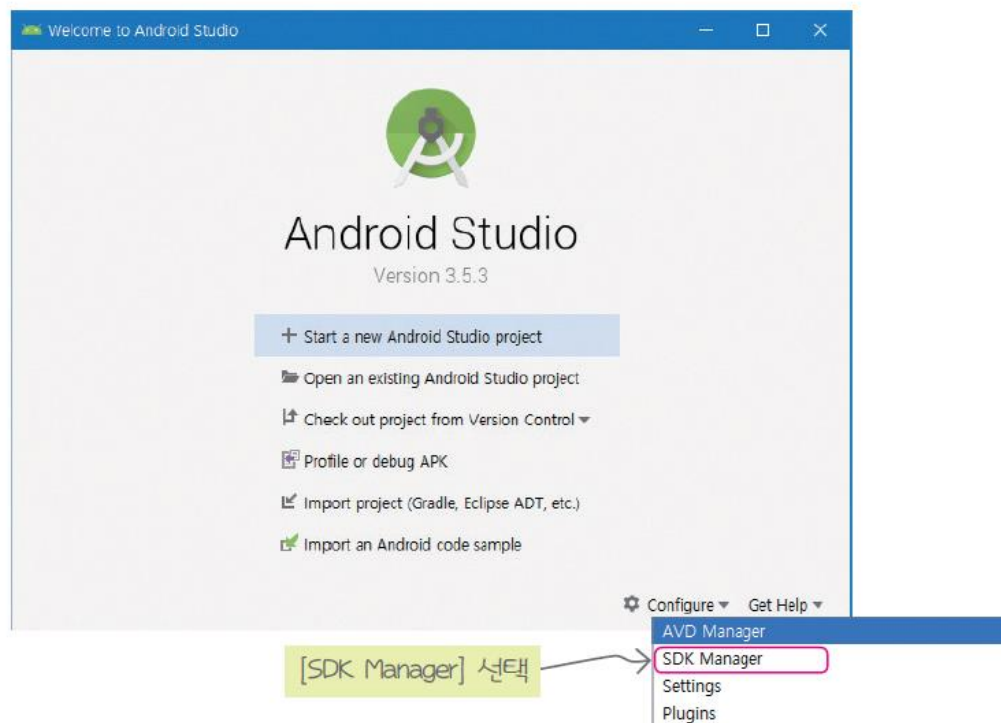 Welcome to Android Studio
Android Studio
Version 3.5.3
Start a new Android Studio project
Open an existing Android Studio project
Check out project from Version Control
Profile or debug APK
Import project (Gradle, Eclipse ADT, etc.)
Import an Android code sample
Configure Get Help
AVD Manager
[SDK Manager] 선택
SDK Manager
Settings
Plugins